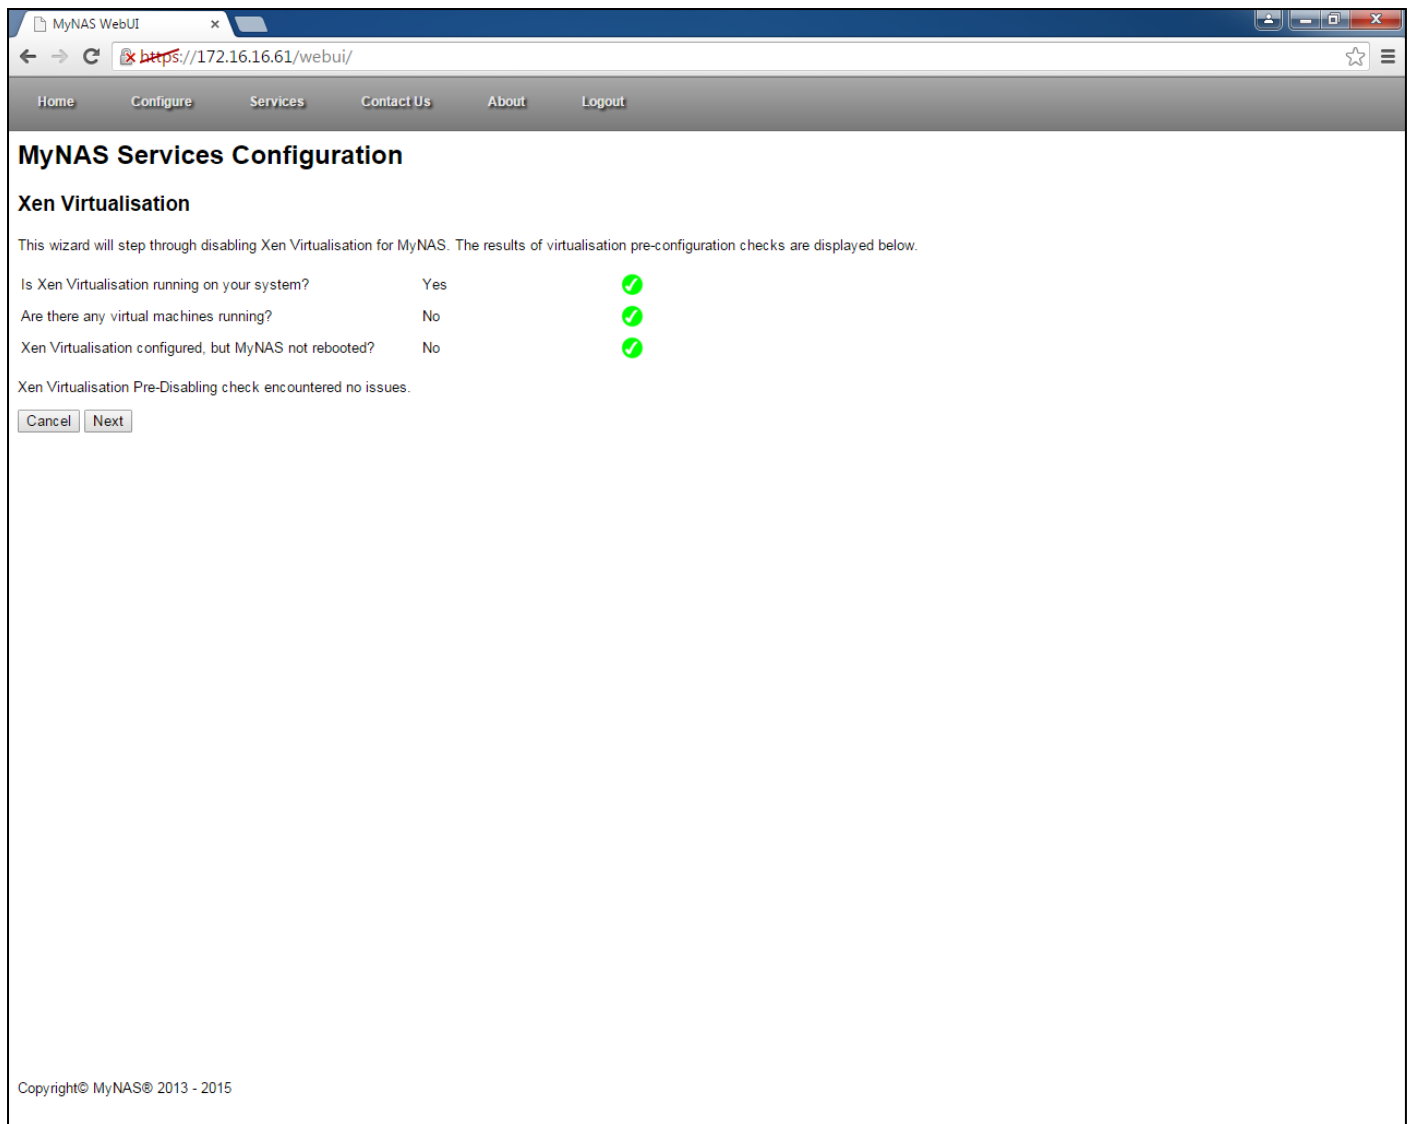 MyNAS WebUI
https://172.16.16.61/webui/
Home Configure Services Contact Us About Logout
MyNAS Services Configuration
Xen Virtualisation
This wizard will step through disabling Xen Virtualisation for MyNAS. The results of virtualisation pre-configuration checks are displayed below.
Is Xen Virtualisation running on your system? Yes
Are there any virtual machines running? No
Xen Virtualisation configured, but MyNAS not rebooted? No
Xen Virtualisation Pre-Disabling check encountered no issues.
Cancel Next
Copyright© MyNAS® 2013 - 2015